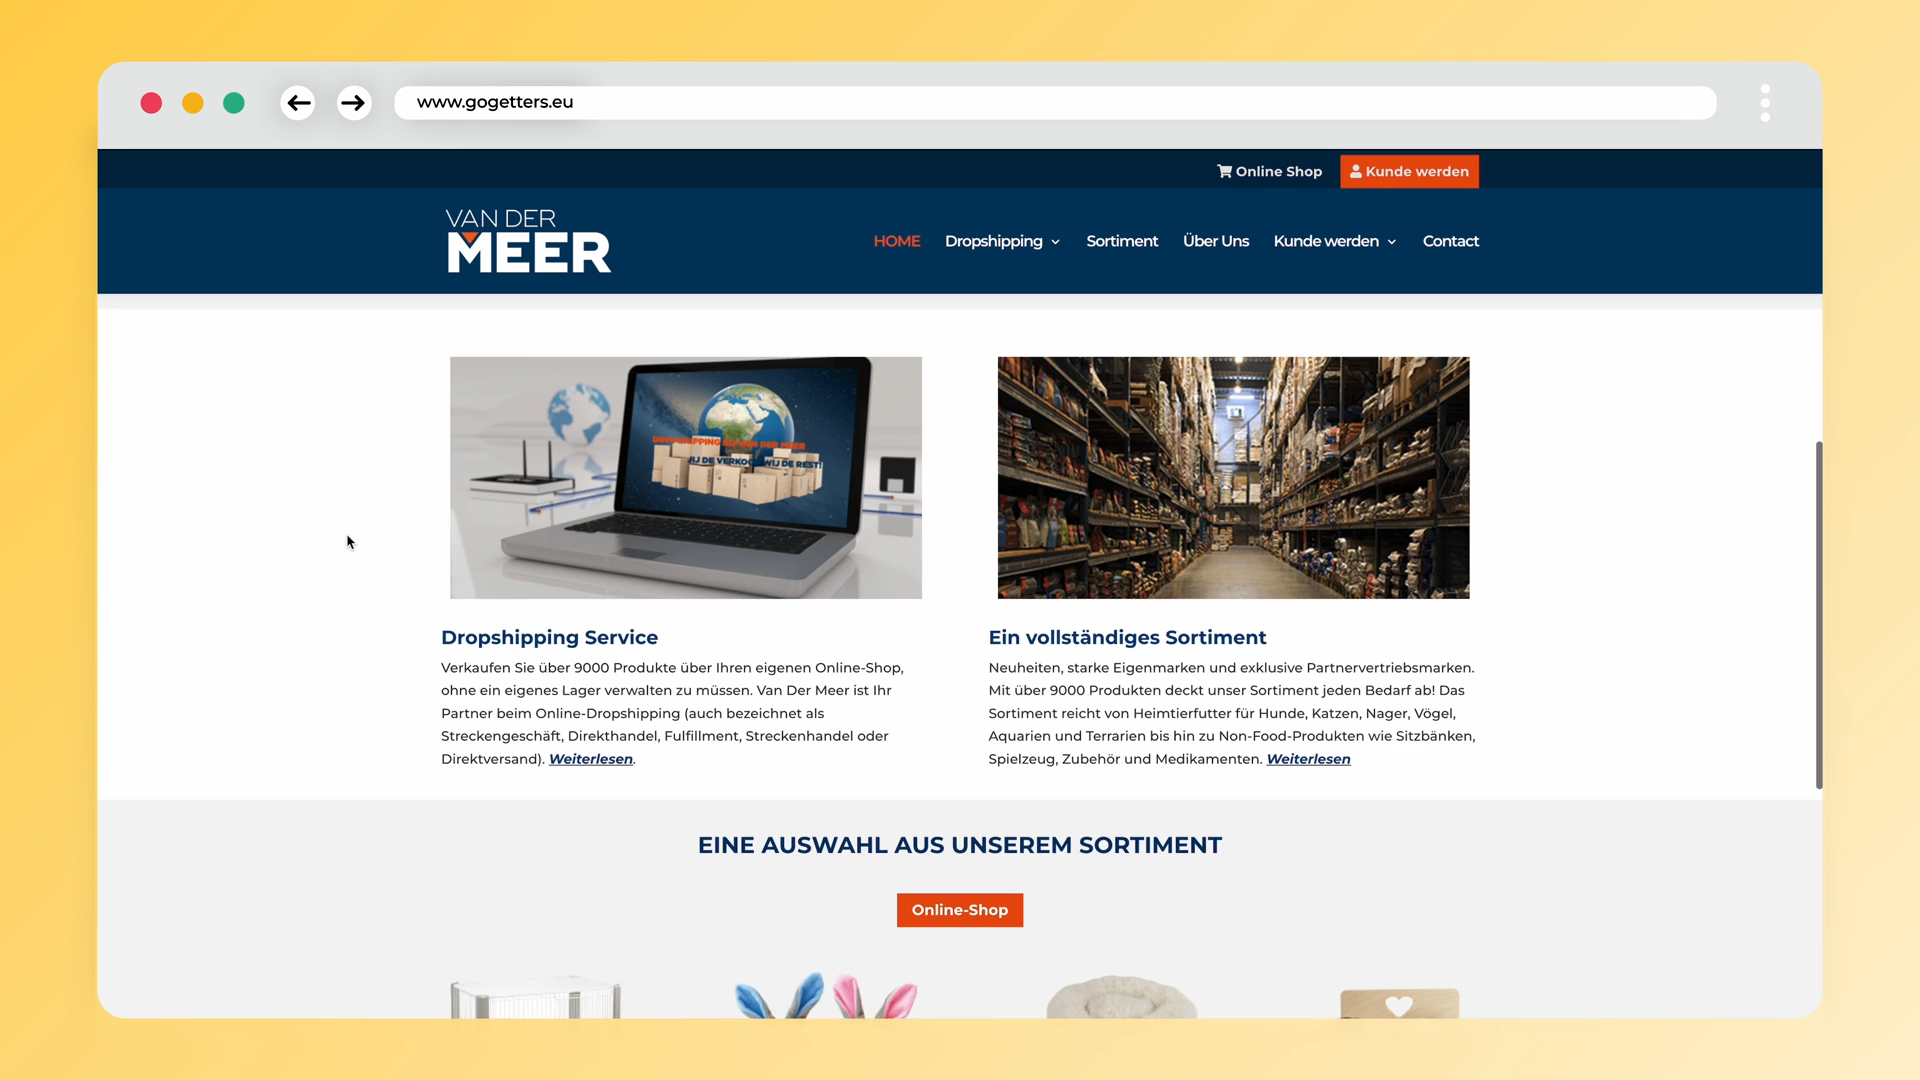 www.gogetters.eu
Online Shop
Kunde werden
VAN DER
MEER
HOME
Dropshipping
Sortiment
Über Uns
Kunde werden
Contact
Dropshipping Service
Verkaufen Sie über 9000 Produkte über Ihren eigenen Online-Shop,
ohne ein eigenes Lager verwalten zu müssen. Van Der Meer ist Ihr
Partner beim Online-Dropshipping (auch bezeichnet als
Streckengeschäft, Direkthandel, Fulfillment, Streckenhandel oder
Direktversand). Weiterlesen.
Ein vollständiges Sortiment
Neuheiten, starke Eigenmarken und exklusive Partnervertriebsmarken.
Mit über 9000 Produkten deckt unser Sortiment jeden Bedarf ab! Das
Sortiment reicht von Heimtierfutter für Hunde, Katzen, Nager, Vögel,
Aquarien und Terrarien bis hin zu Non-Food-Produkten wie Sitzbänken,
Spielzeug, Zubehör und Medikamenten. Weiterlesen
EINE AUSWAHL AUS UNSEREM SORTIMENT
Online-Shop